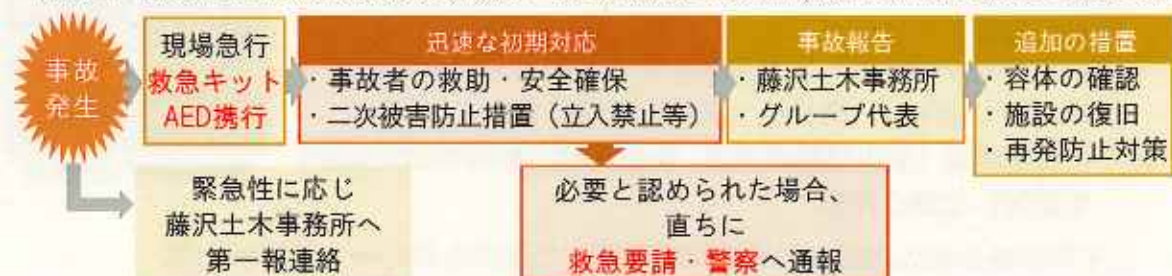 事故
発生
現場急行
救急キット
AED携行
迅速な初期対応
・事故者の救助・安全確保
・二次被害防止措置（立入禁止等）
事故報告
・藤沢土木事務所
・グループ代表
追加の措置
・容体の確認
・施設の復旧
・再発防止対策
緊急性に応じ
藤沢土木事務所へ
第一報連絡
必要と認められた場合、
直ちに
救急要請・警察へ通報